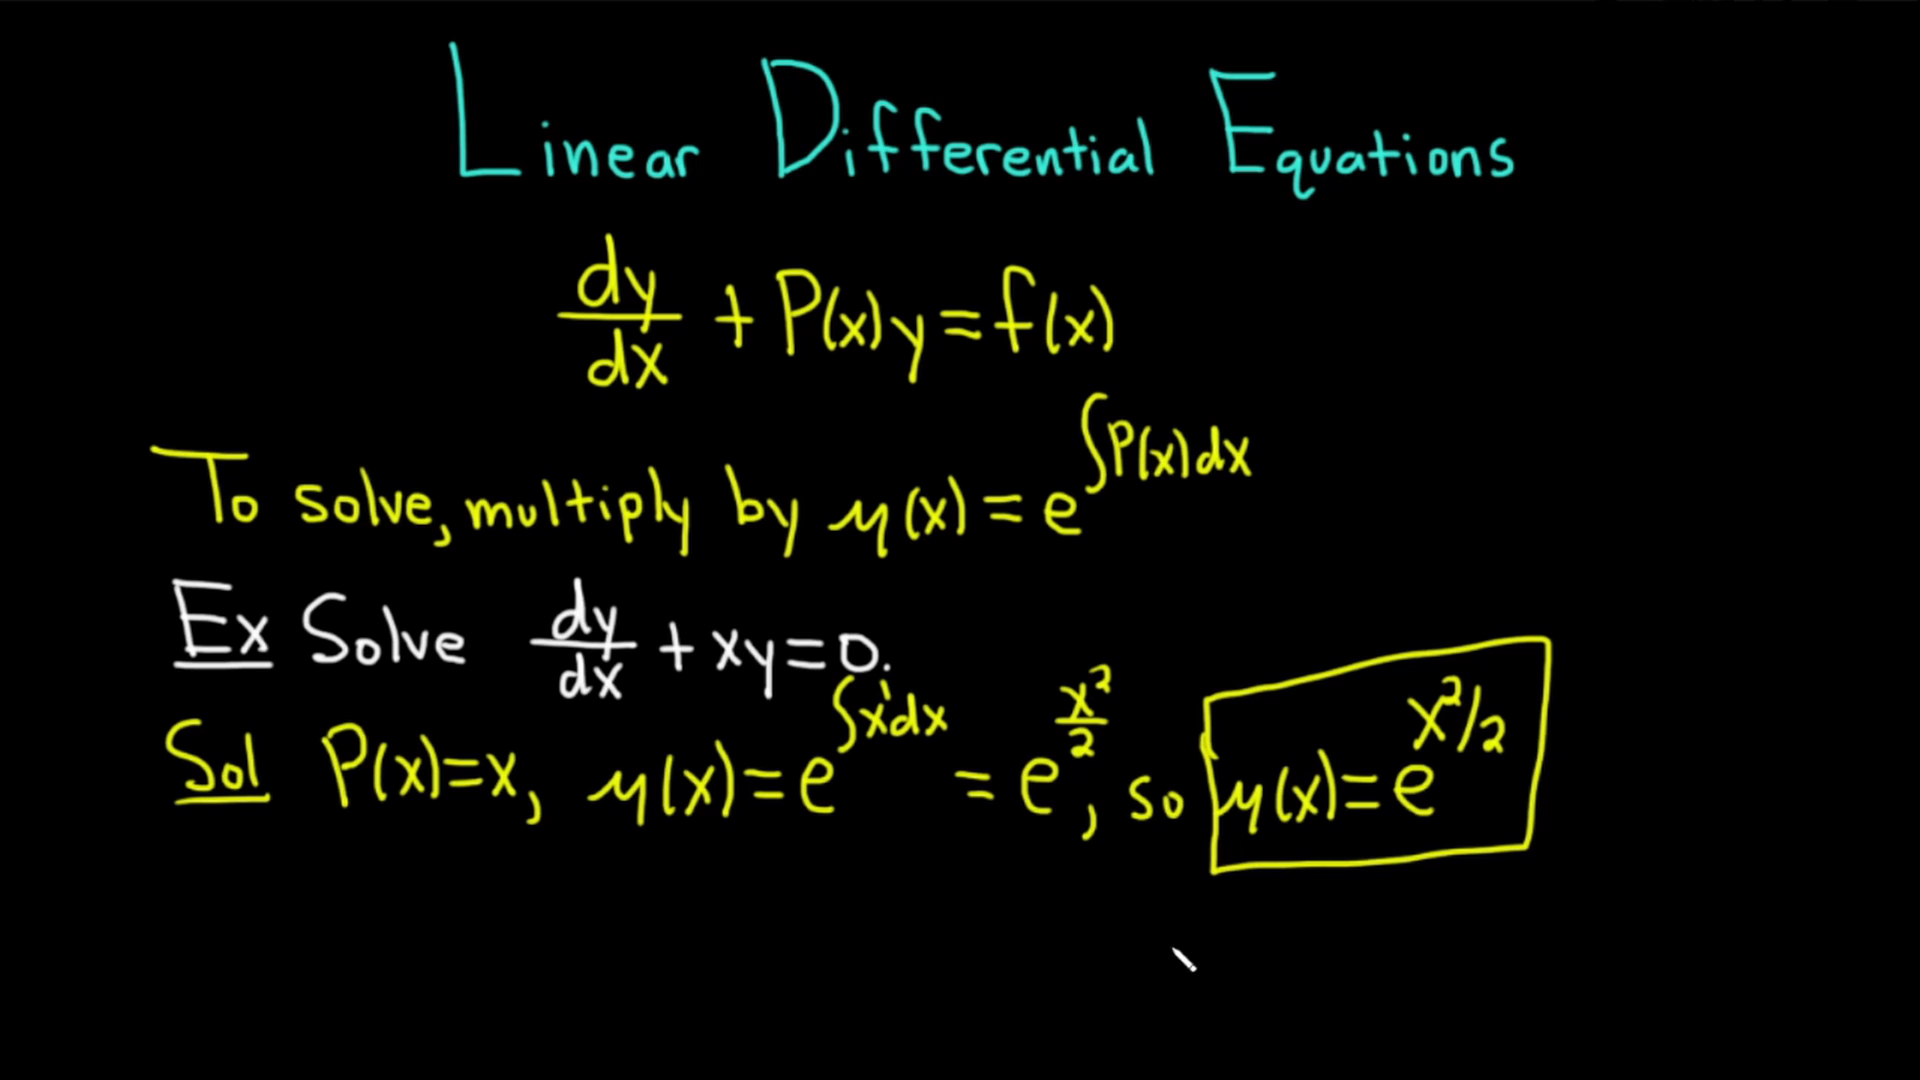 Linear Differential Equations
dy/dx + P(x)y = f(x)
To solve, multiply by μ(x) = e^∫P(x)dx
Ex Solve dy/dx + xy = 0.
Sol P(x) = x, μ(x) = e^∫x¹dx = e^x²/2, so μ(x) = e^x²/2